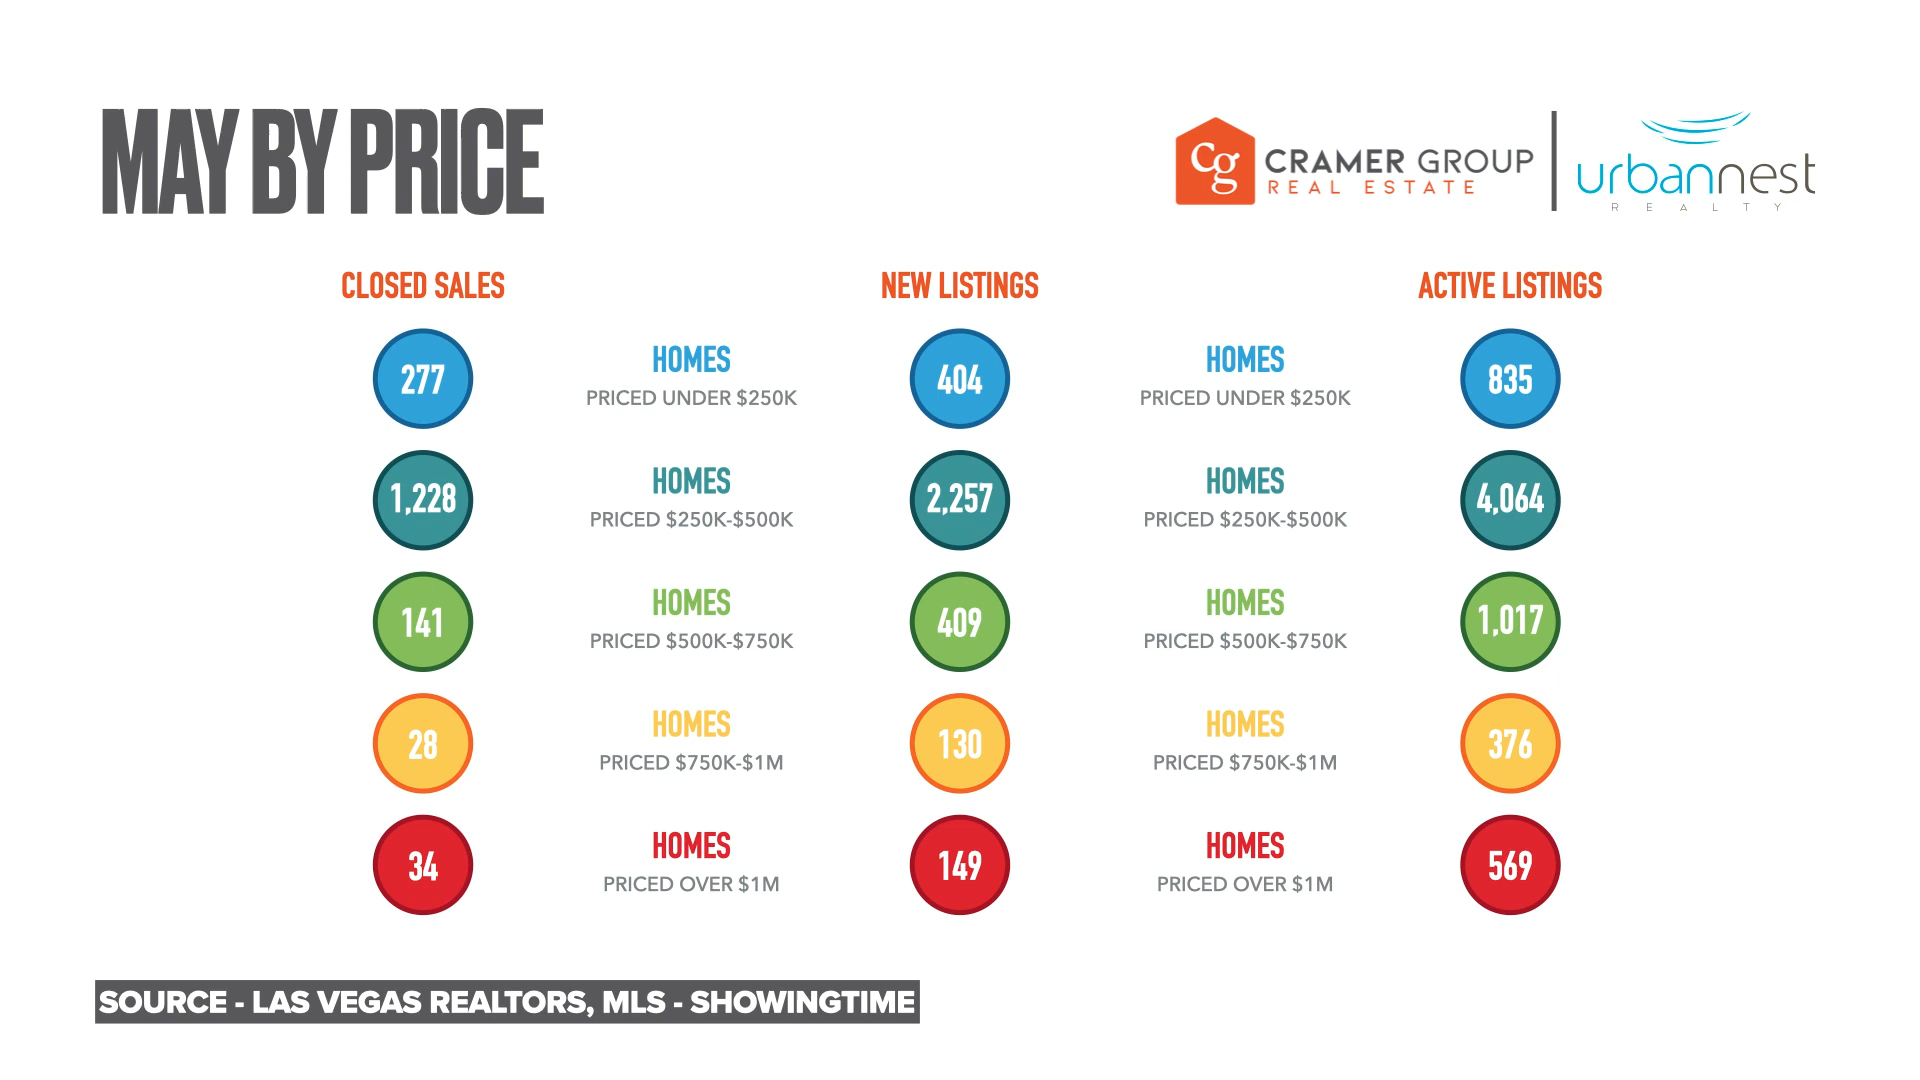 MAY BY PRICE
Cg
CRAMER GROUP
REAL ESTATE
urbannest
REALTY
CLOSED SALES
NEW LISTINGS
ACTIVE LISTINGS
277
HOMES
PRICED UNDER $250K
404
HOMES
PRICED UNDER $250K
835
1,228
HOMES
PRICED $250K-$500K
2,257
HOMES
PRICED $250K-$500K
4,064
141
HOMES
PRICED $500K-$750K
409
HOMES
PRICED $500K-$750K
1,017
28
HOMES
PRICED $750K-$1M
130
HOMES
PRICED $750K-$1M
376
34
HOMES
PRICED OVER $1M
149
HOMES
PRICED OVER $1M
569
SOURCE - LAS VEGAS REALTORS, MLS - SHOWINGTIME